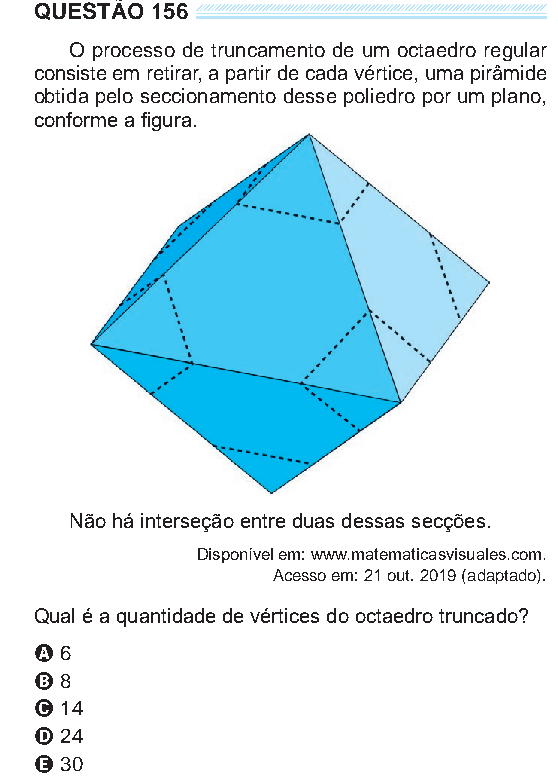 QUESTÃO 156
O processo de truncamento de um octaedro regular
consiste em retirar, a partir de cada vértice, uma pirâmide
obtida pelo seccionamento desse poliedro por um plano,
conforme a figura.
Não há interseção entre duas dessas secções.
Disponível em: www.matematicasvisuales.com.
Acesso em: 21 out. 2019 (adaptado).
Qual é a quantidade de vértices do octaedro truncado?
A 6
B 8
C 14
D 24
E 30